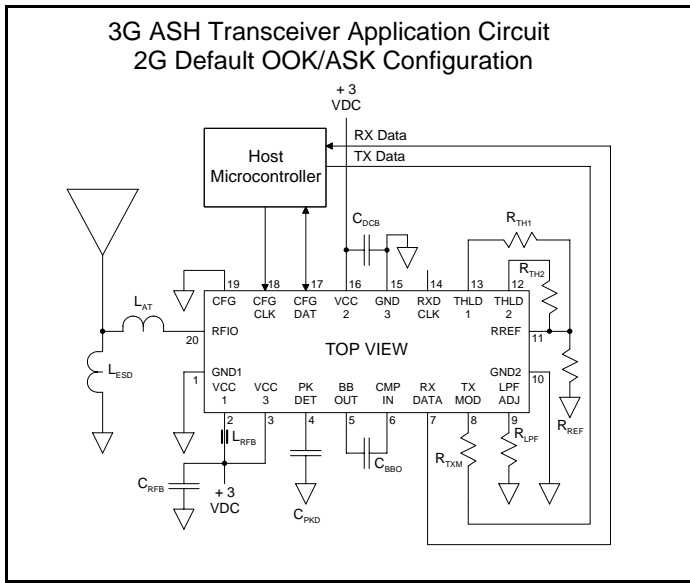 3G ASH Transceiver Application Circuit
2G Default OOK/ASK Configuration
+ 3
VDC
RX Data
TX Data
Host
Microcontroller
CDCB
RTH1
RTH2
19 18 17 16 15 14 13 12
CFG
CFG
CLK
CFG
DAT
VCC
2
GND
3
RXD
CLK
THLD
1
THLD
2
LAT
20
RFIO
RREF
11
TOP VIEW
LESD
1
GND1
GND2
10
VCC
1
VCC
3
PK
DET
BB
OUT
CMP
IN
RX
DATA
TX
MOD
LPF
ADJ
2 3 4 5 6 7 8 9
RREF
LRFB
CBBO
RTXM
RLPF
CRFB
+ 3
VDC
CPKD